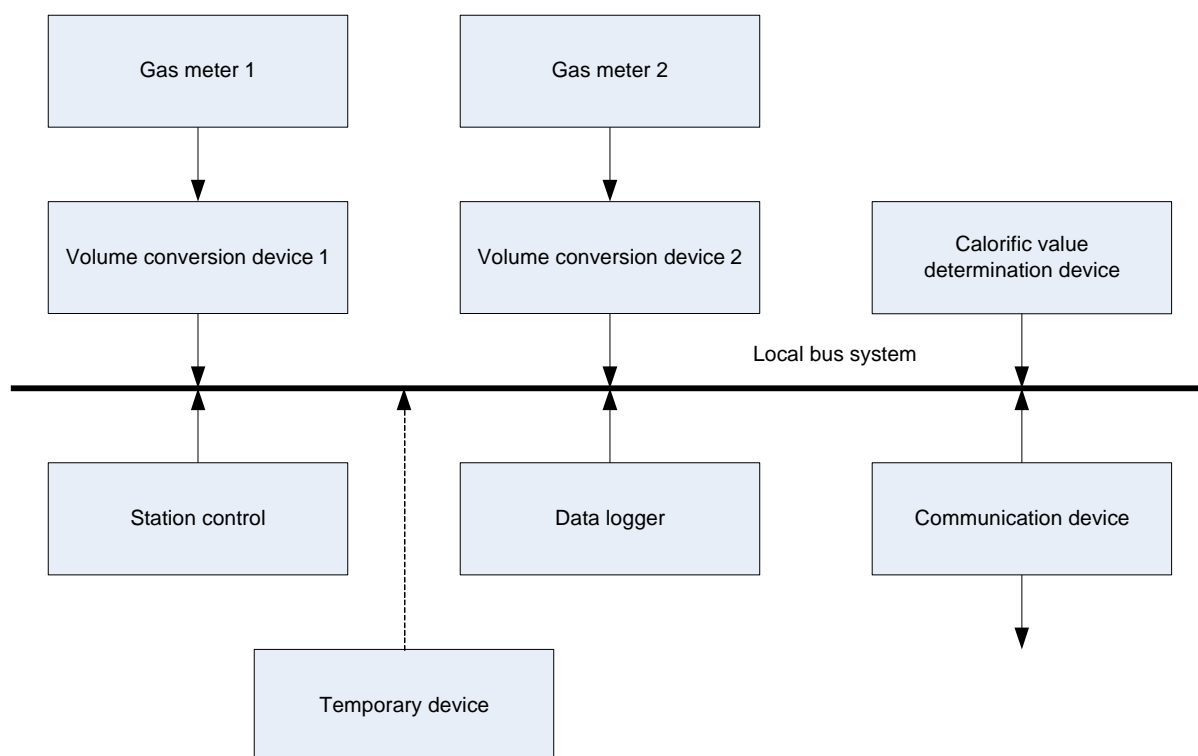 Gas meter 1
Gas meter 2
Volume conversion device 1
Volume conversion device 2
Calorific value
determination device
Local bus system
Station control
Data logger
Communication device
Temporary device